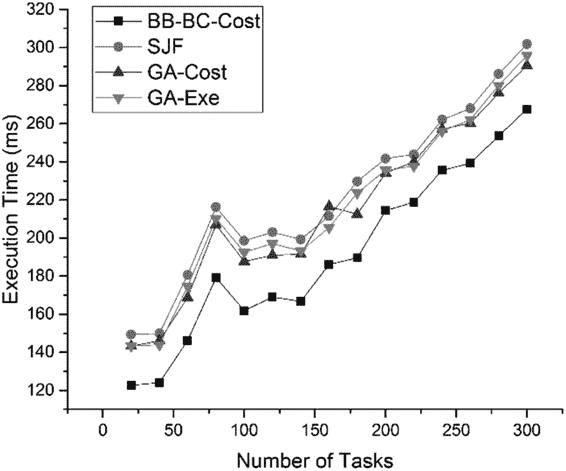 BB-BC-Cost
SJF
GA-Cost
GA-Exe
320
300
280
260
240
220
200
180
160
140
120
Execution Time (ms)
0 50 100 150 200 250 300
Number of Tasks